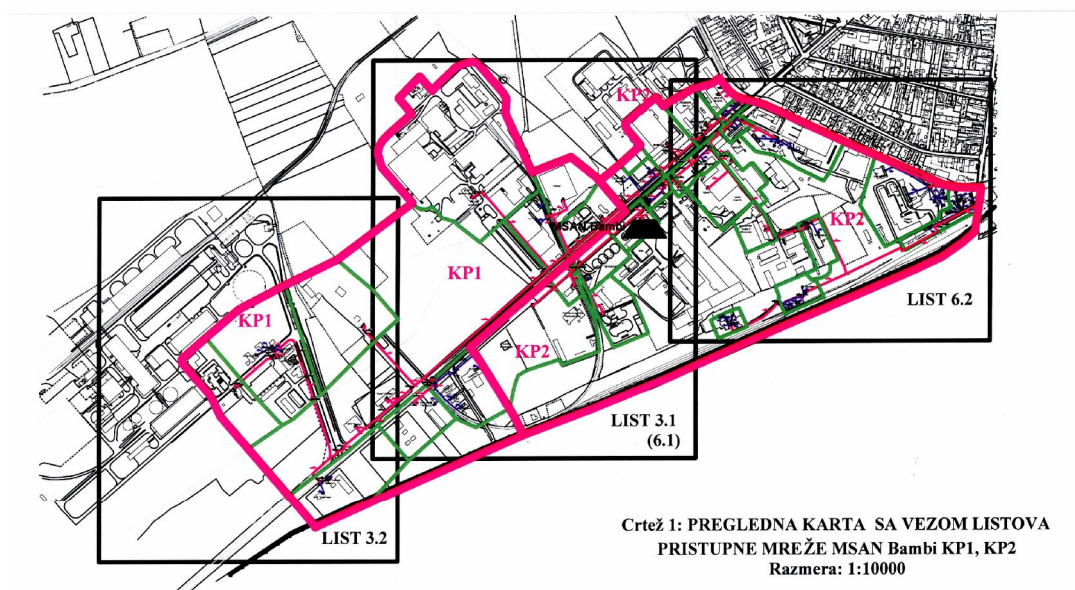 KP2
MSAN Bambi
KP2
KP1
LIST 6.2
KP1
KP2
LIST 3.1
(6.1)
LIST 3.2
Crtež 1: PREGLEDNA KARTA SA VEZOM LISTOVA
PRISTUPNE MREŽE MSAN Bambi KP1, KP2
Razmera: 1:10000